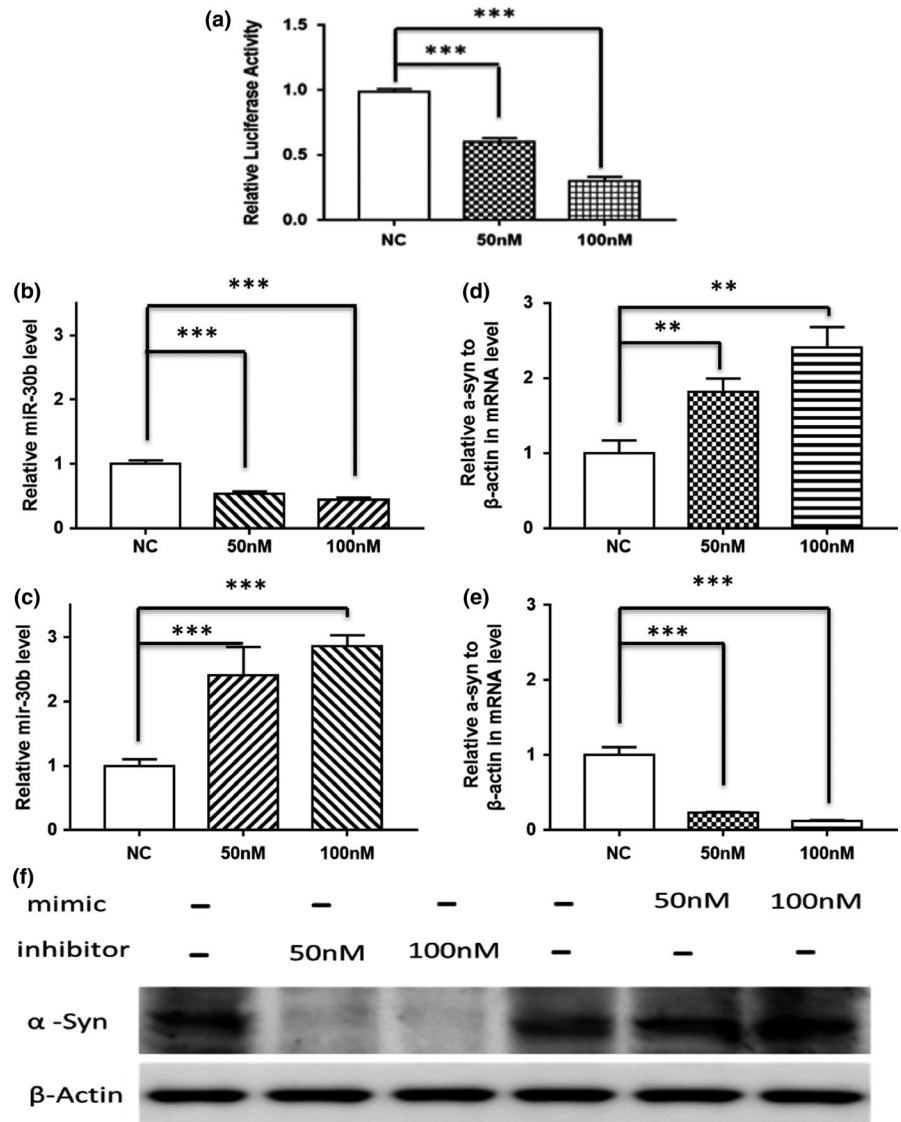 (a)
Relative Luciferase Activity
1.5
1.0
0.5
0.0
***
***
NC 50nM 100nM
(b)
Relative miR-30b level
3
2
1
0
***
***
NC 50nM 100nM
(d)
Relative a-syn to
β-actin in mRNA level
3
2
1
0
**
**
NC 50nM 100nM
(c)
Relative mir-30b level
3
2
1
0
***
***
NC 50nM 100nM
(e)
Relative a-syn to
β-actin in mRNA level
3
2
1
0
***
***
NC 50nM 100nM
(f)
mimic – – – – 50nM 100nM
inhibitor – 50nM 100nM – – –
α -Syn
β-Actin